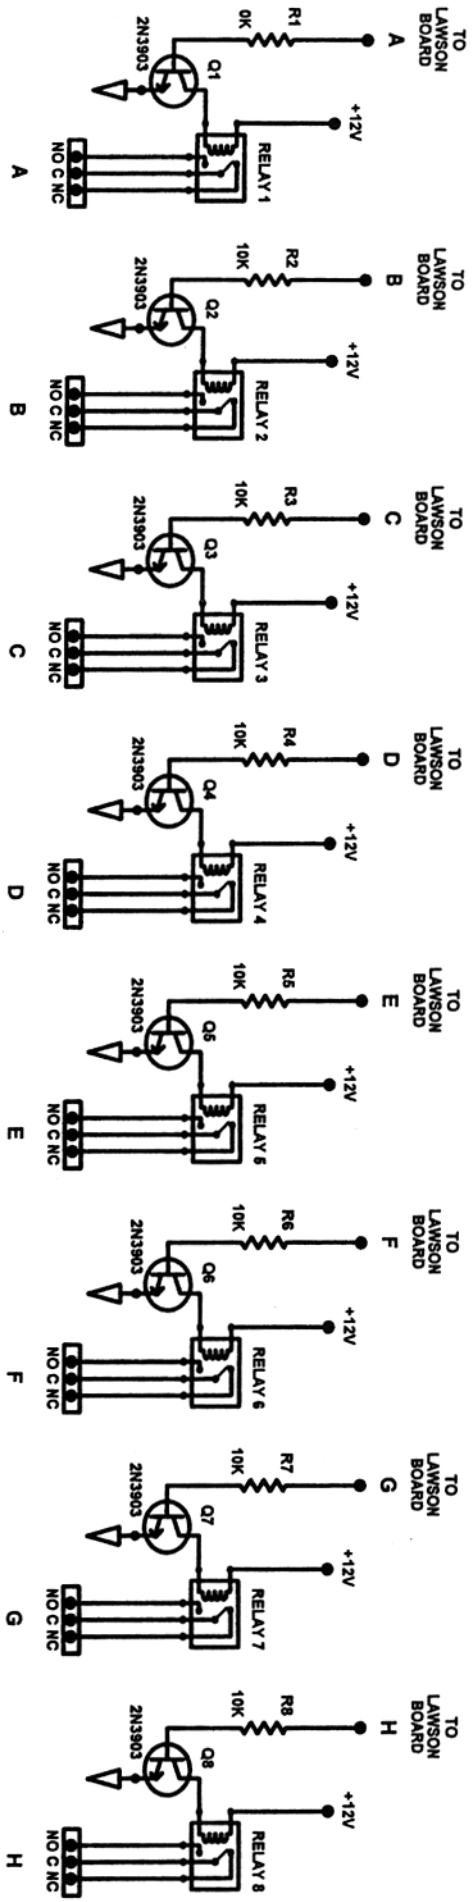 TO
LAWSON
BOARD
A
R1
0K
+12V
Q1
2N3903
RELAY 1
NO C NC
A
TO
LAWSON
BOARD
B
R2
10K
+12V
Q2
2N3903
RELAY 2
NO C NC
B
TO
LAWSON
BOARD
C
R3
10K
+12V
Q3
2N3903
RELAY 3
NO C NC
C
TO
LAWSON
BOARD
D
R4
10K
+12V
Q4
2N3903
RELAY 4
NO C NC
D
TO
LAWSON
BOARD
E
R5
10K
+12V
Q5
2N3903
RELAY 5
NO C NC
E
TO
LAWSON
BOARD
F
R6
10K
+12V
Q6
2N3903
RELAY 6
NO C NC
F
TO
LAWSON
BOARD
G
R7
10K
+12V
Q7
2N3903
RELAY 7
NO C NC
G
TO
LAWSON
BOARD
H
R8
10K
+12V
Q8
2N3903
RELAY 8
NO C NC
H